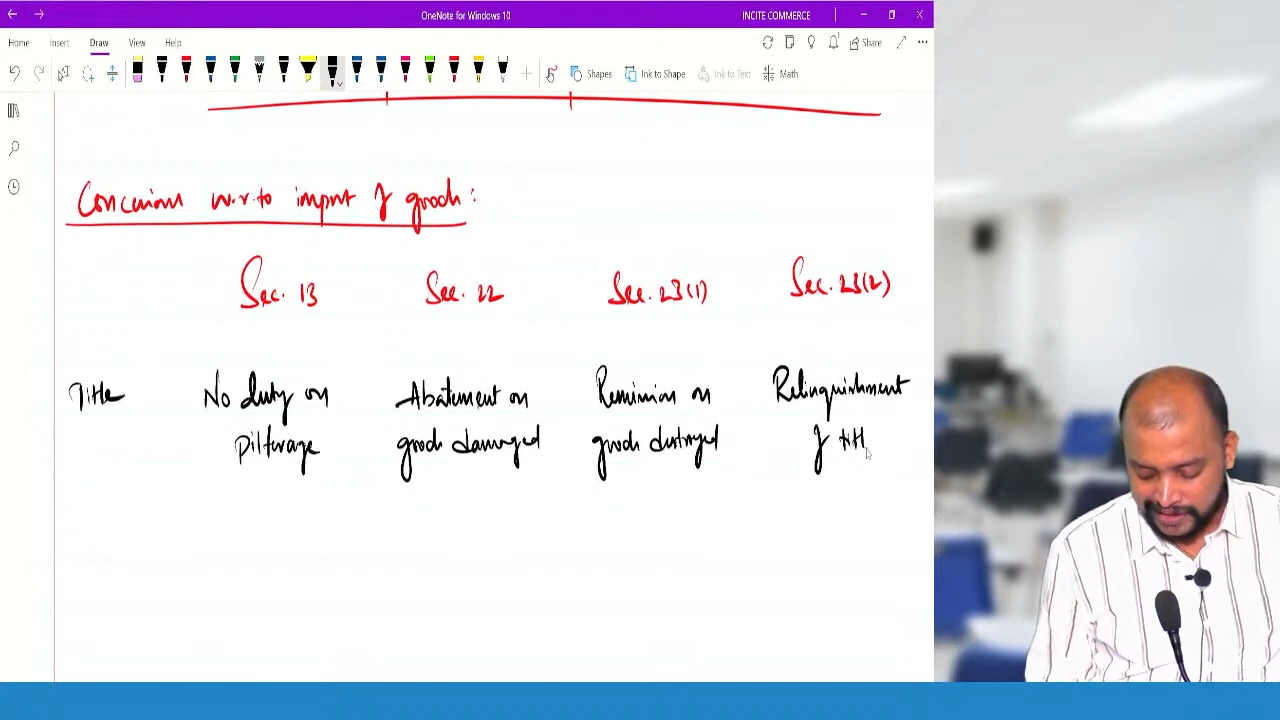 OneNote for Windows 10
INCITE COMMERCE
Home Insert Draw View Help
Share
Shapes Ink to Shape Ink to Text Math
Concessions w.r.to import of goods:
Sec. 13 Sec. 22 Sec. 23(1) Sec. 23(2)
Title No duty on Abatement on Remission on Relinquishment
pilferage goods damaged goods destroyed of titl